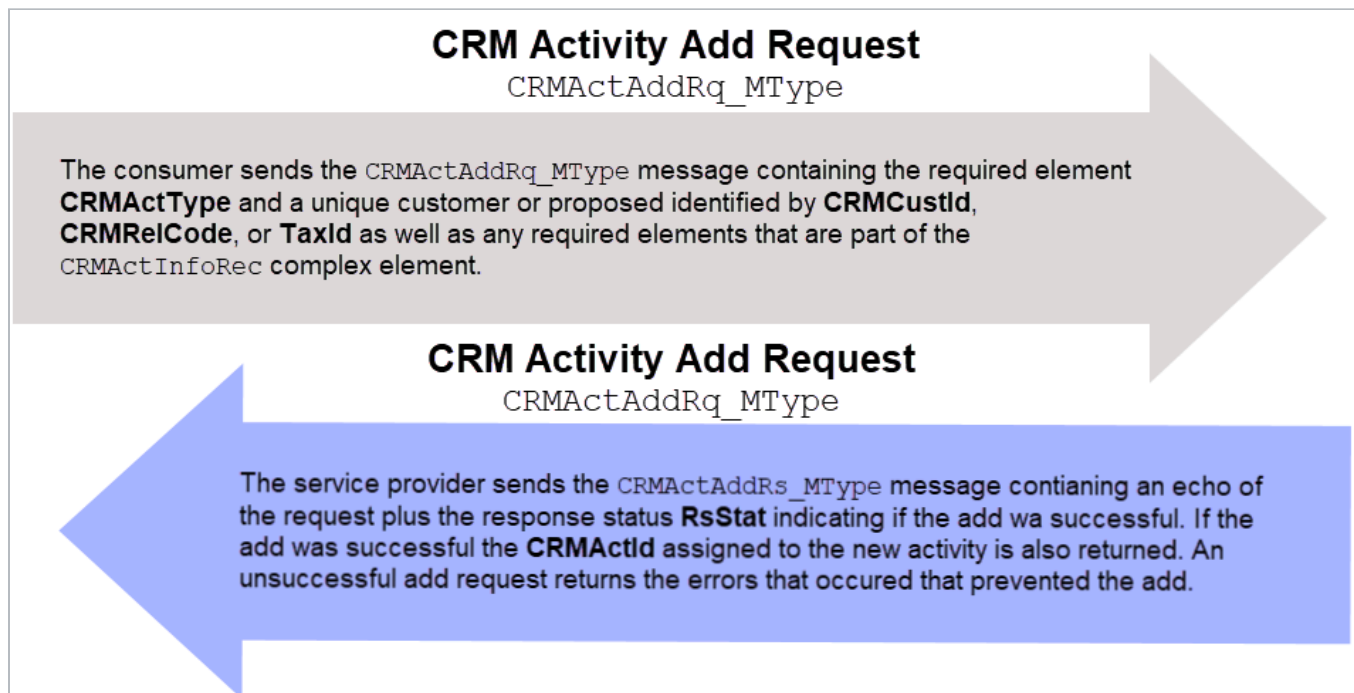 CRM Activity Add Request
CRMActAddRq_MType
The consumer sends the CRMActAddRq_MType message containing the required element
CRMActType and a unique customer or proposed identified by CRMCustId,
CRMRelCode, or TaxId as well as any required elements that are part of the
CRMActInfoRec complex element.
CRM Activity Add Request
CRMActAddRq_MType
The service provider sends the CRMActAddRs_MType message contianing an echo of
the request plus the response status RsStat indicating if the add wa successful. If the
add was successful the CRMActId assigned to the new activity is also returned. An
unsuccessful add request returns the errors that occured that prevented the add.